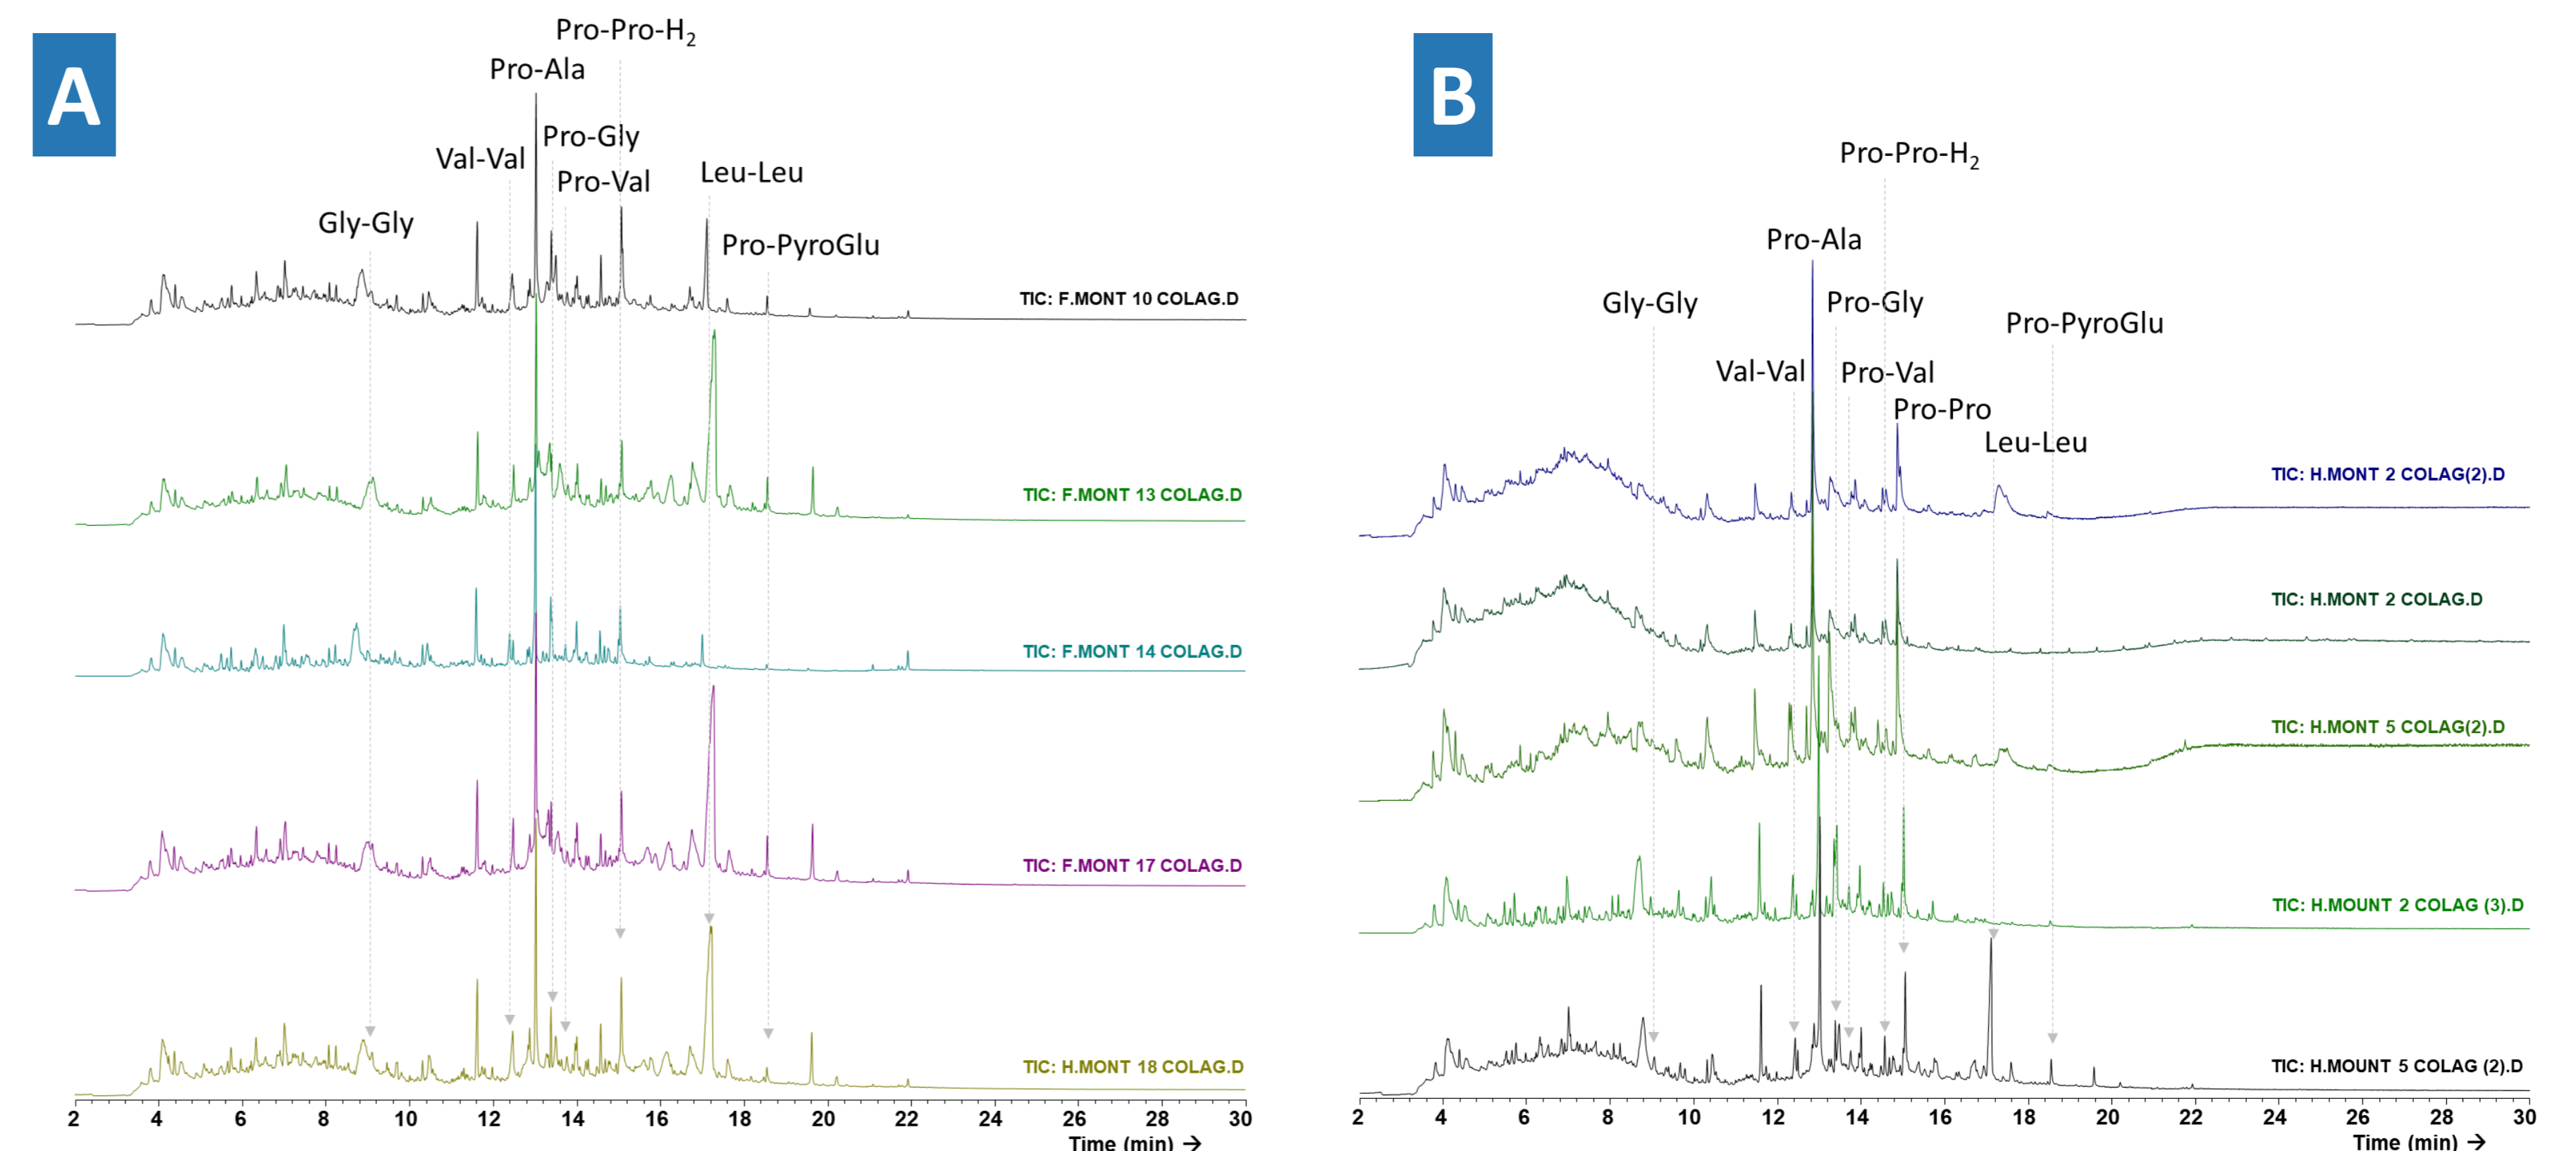 A
Pro-Pro-H2
Pro-Ala
Pro-Gly
Val-Val
Pro-Val
Leu-Leu
Gly-Gly
Pro-PyroGlu
TIC: F.MONT 10 COLAG.D
TIC: F.MONT 13 COLAG.D
TIC: F.MONT 14 COLAG.D
TIC: F.MONT 17 COLAG.D
TIC: H.MONT 18 COLAG.D
2 4 6 8 10 12 14 16 18 20 22 24 26 28 30
Time (min) →
B
Pro-Pro-H2
Pro-Ala
Gly-Gly
Pro-Gly
Pro-PyroGlu
Val-Val
Pro-Val
Pro-Pro
Leu-Leu
TIC: H.MONT 2 COLAG(2).D
TIC: H.MONT 2 COLAG.D
TIC: H.MONT 5 COLAG(2).D
TIC: H.MOUNT 2 COLAG (3).D
TIC: H.MOUNT 5 COLAG (2).D
2 4 6 8 10 12 14 16 18 20 22 24 26 28 30
Time (min) →